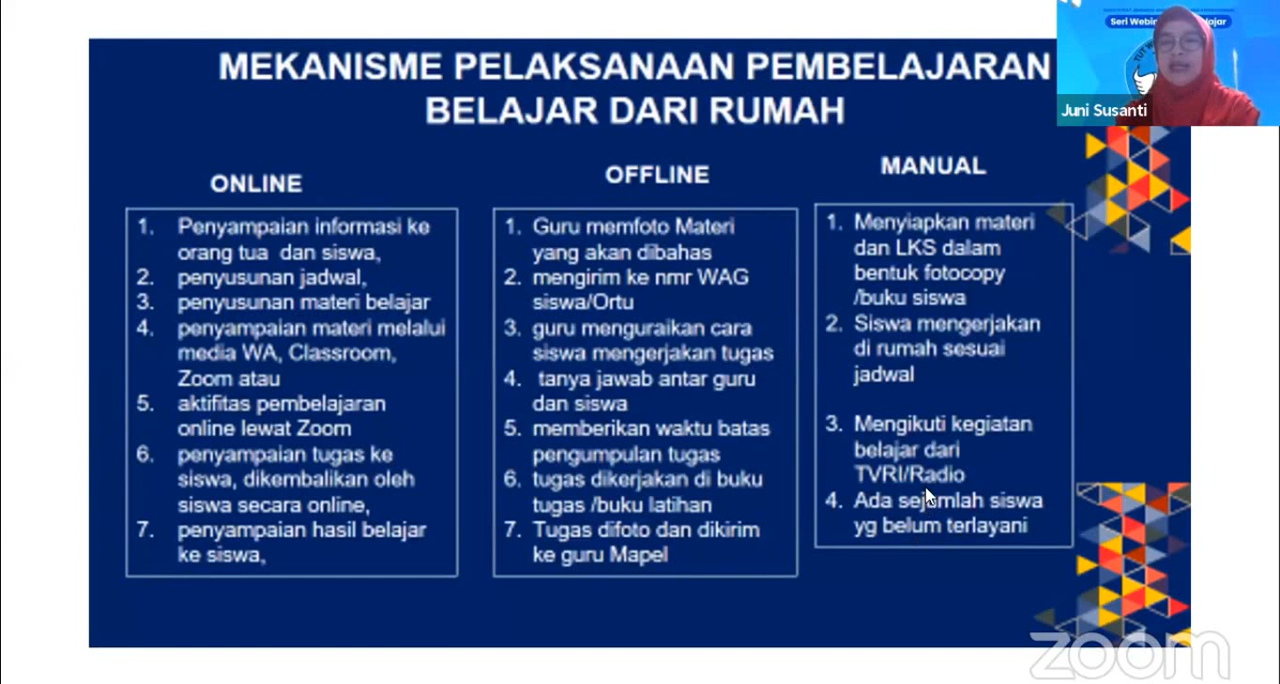 MEKANISME PELAKSANAAN PEMBELAJARAN
BELAJAR DARI RUMAH
Seri Webinar
Juni Susanti
ONLINE
1. Penyampaian informasi ke
orang tua dan siswa,
2. penyusunan jadwal,
3. penyusunan materi belajar
4. penyampaian materi melalui
media WA, Classroom,
Zoom atau
5. aktifitas pembelajaran
online lewat Zoom
6. penyampaian tugas ke
siswa, dikembalikan oleh
siswa secara online,
7. penyampaian hasil belajar
ke siswa,
OFFLINE
1. Guru memfoto Materi
yang akan dibahas
2. mengirim ke nmr WAG
siswa/Ortu
3. guru menguraikan cara
siswa mengerjakan tugas
4. tanya jawab antar guru
dan siswa
5. memberikan waktu batas
pengumpulan tugas
6. tugas dikerjakan di buku
tugas /buku latihan
7. Tugas difoto dan dikirim
ke guru Mapel
MANUAL
1. Menyiapkan materi
dan LKS dalam
bentuk fotocopy
/buku siswa
2. Siswa mengerjakan
di rumah sesuai
jadwal
3. Mengikuti kegiatan
belajar dari
TVRI/Radio
4. Ada sejumlah siswa
yg belum terlayani
zoom